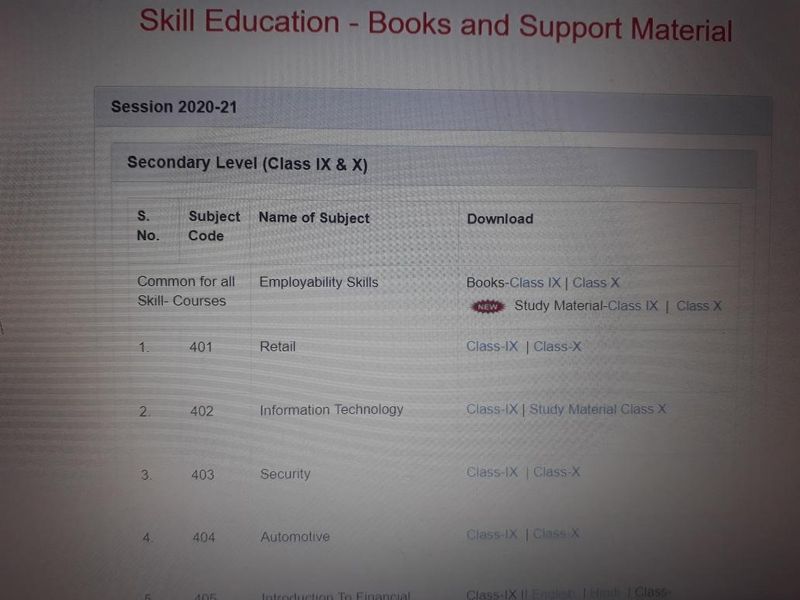 Skill Education - Books and Support Material
Session 2020-21
Secondary Level (Class IX & X)
S. No. Subject Code Name of Subject Download
Common for all Skill- Courses Employability Skills Books-Class IX | Class X
NEW Study Material-Class IX | Class X
1. 401 Retail Class-IX | Class-X
2. 402 Information Technology Class-IX | Study Material Class X
3. 403 Security Class-IX | Class-X
4. 404 Automotive Class-IX | Class-X
5. 405 Introduction To Financial Class-IX || English | Hindi | Class-